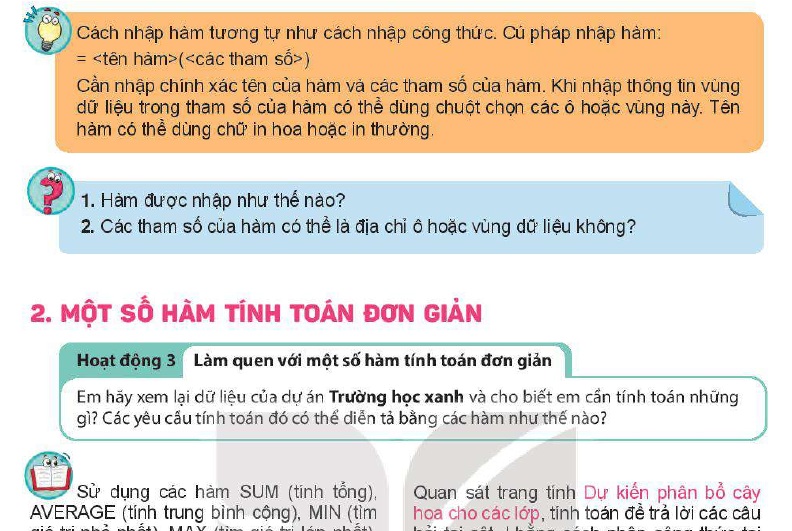 Cách nhập hàm tương tự như cách nhập công thức. Cú pháp nhập hàm:
= <tên hàm>(<các tham số>)
Cần nhập chính xác tên của hàm và các tham số của hàm. Khi nhập thông tin vùng
dữ liệu trong tham số của hàm có thể dùng chuột chọn các ô hoặc vùng này. Tên
hàm có thể dùng chữ in hoa hoặc in thường.
1. Hàm được nhập như thế nào?
2. Các tham số của hàm có thể là địa chỉ ô hoặc vùng dữ liệu không?
2. MỘT SỐ HÀM TÍNH TOÁN ĐƠN GIẢN
Hoạt động 3 Làm quen với một số hàm tính toán đơn giản
Em hãy xem lại dữ liệu của dự án Trường học xanh và cho biết em cần tính toán những
gì? Các yêu cầu tính toán đó có thể diễn tả bằng các hàm như thế nào?
Sử dụng các hàm SUM (tính tổng),
AVERAGE (tính trung bình cộng), MIN (tìm
Quan sát trang tính Dự kiến phân bổ cây
hoa cho các lớp, tính toán để trả lời các câu